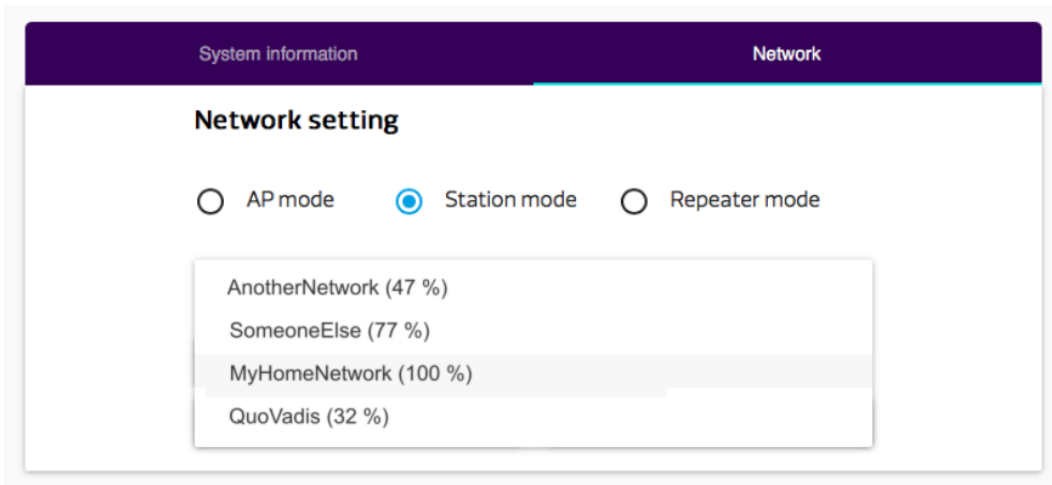 System information Network
Network setting
AP mode Station mode Repeater mode
AnotherNetwork (47 %)
SomeoneElse (77 %)
MyHomeNetwork (100 %)
QuoVadis (32 %)